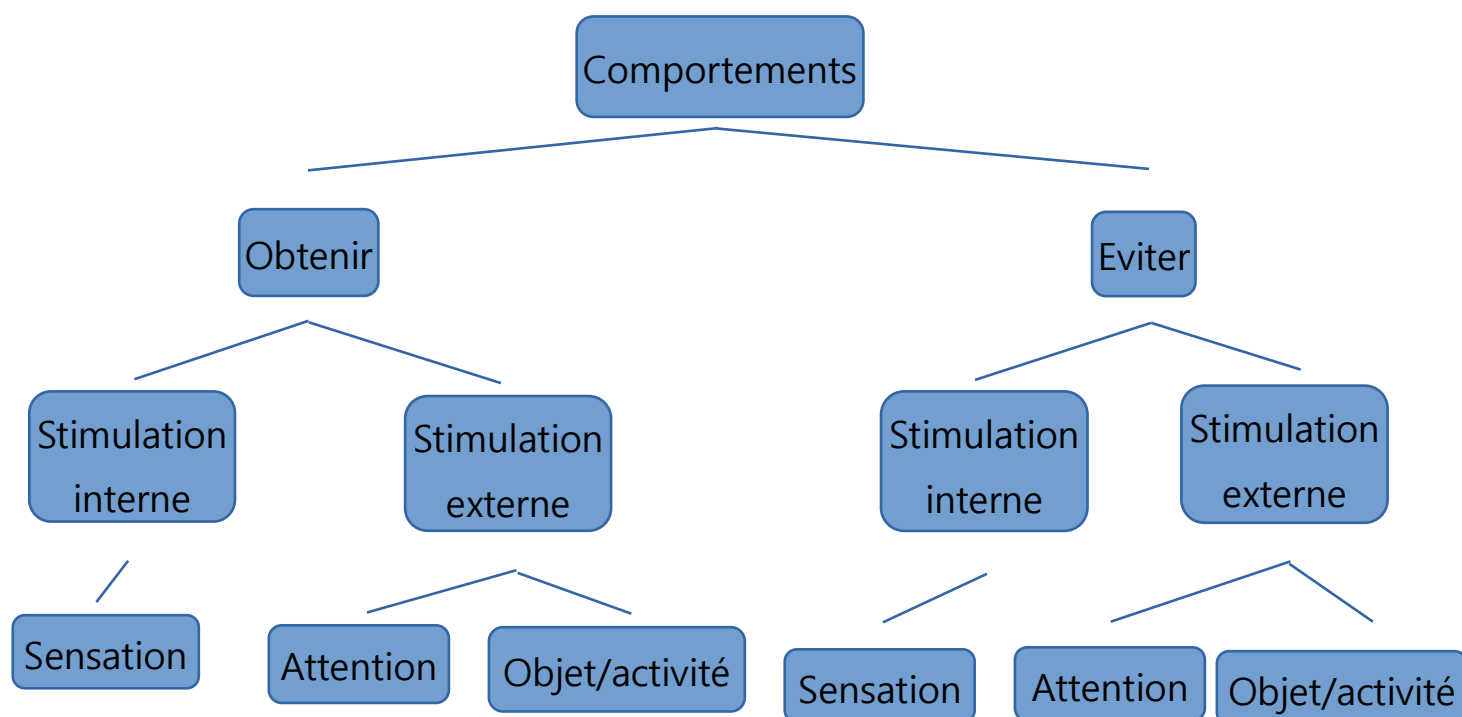 Comportements
Obtenir
Eviter
Stimulation
interne
Stimulation
externe
Stimulation
interne
Stimulation
externe
Sensation
Attention
Objet/activité
Sensation
Attention
Objet/activité